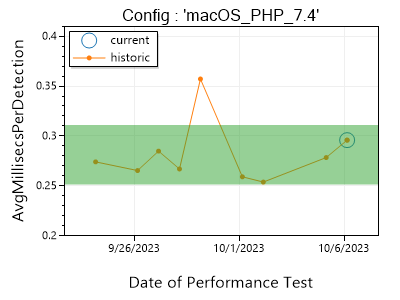 Config : 'macOS_PHP_7.4'
current
historic
AvgMillisecsPerDetection
0.4
0.35
0.3
0.25
0.2
9/26/2023
10/1/2023
10/6/2023
Date of Performance Test